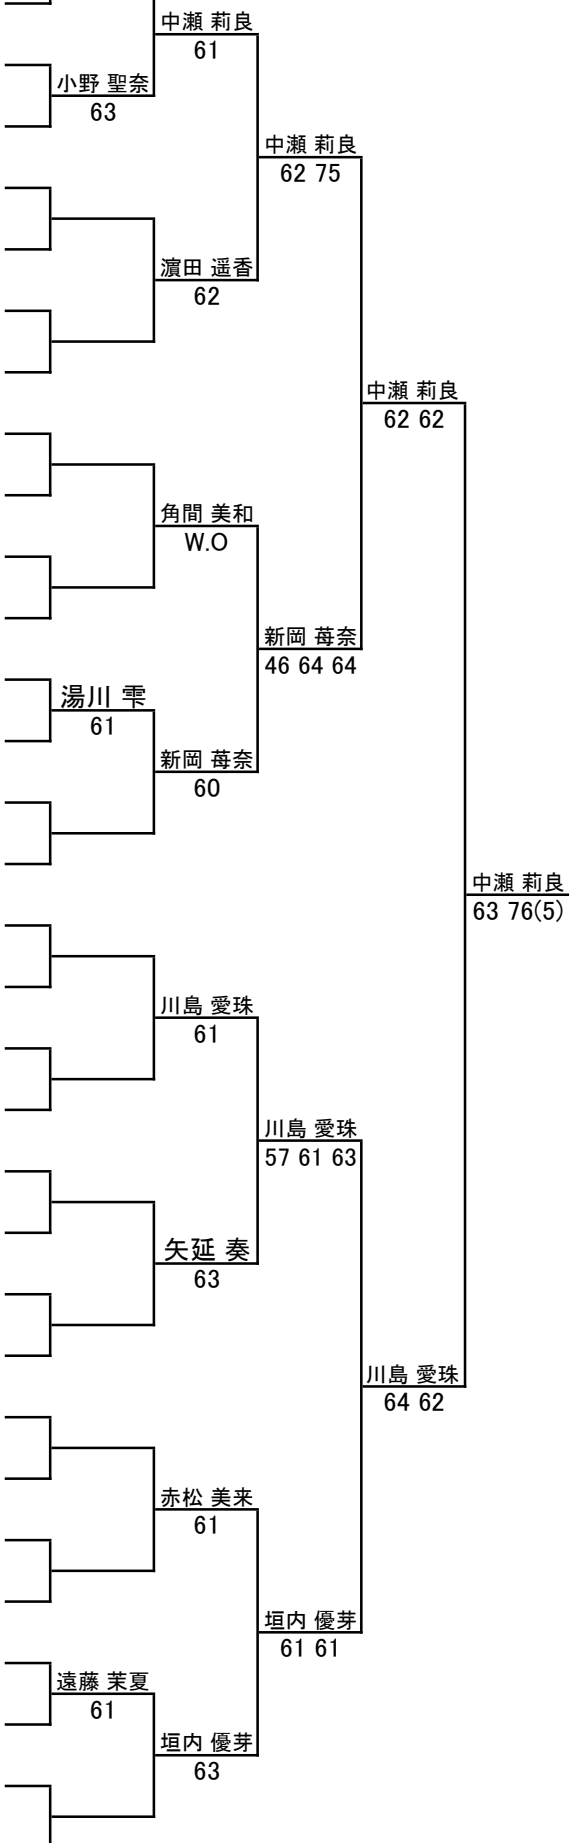 中瀬 莉良
61
小野 聖奈
63
中瀬 莉良
62 75
濵田 遥香
62
中瀬 莉良
62 62
角間 美和
W.O
新岡 苺奈
46 64 64
湯川 雫
61
新岡 苺奈
60
中瀬 莉良
63 76(5)
川島 愛珠
61
川島 愛珠
57 61 63
矢延 奏
63
川島 愛珠
64 62
赤松 美来
61
垣内 優芽
61 61
遠藤 茉夏
61
垣内 優芽
63